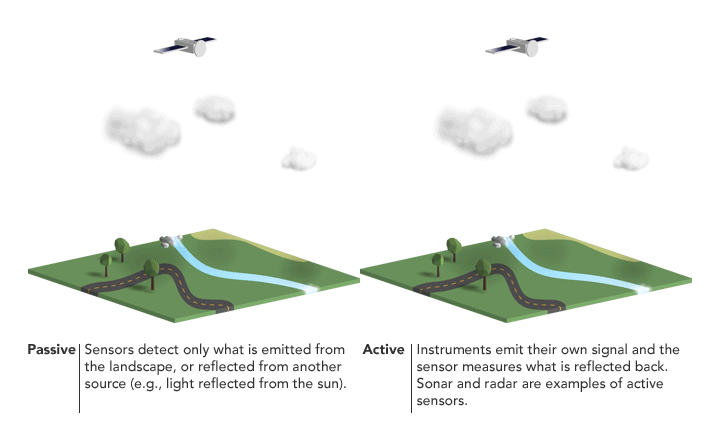 Passive
Sensors detect only what is emitted from
the landscape, or reflected from another
source (e.g., light reflected from the sun).
Active
Instruments emit their own signal and the
sensor measures what is reflected back.
Sonar and radar are examples of active
sensors.